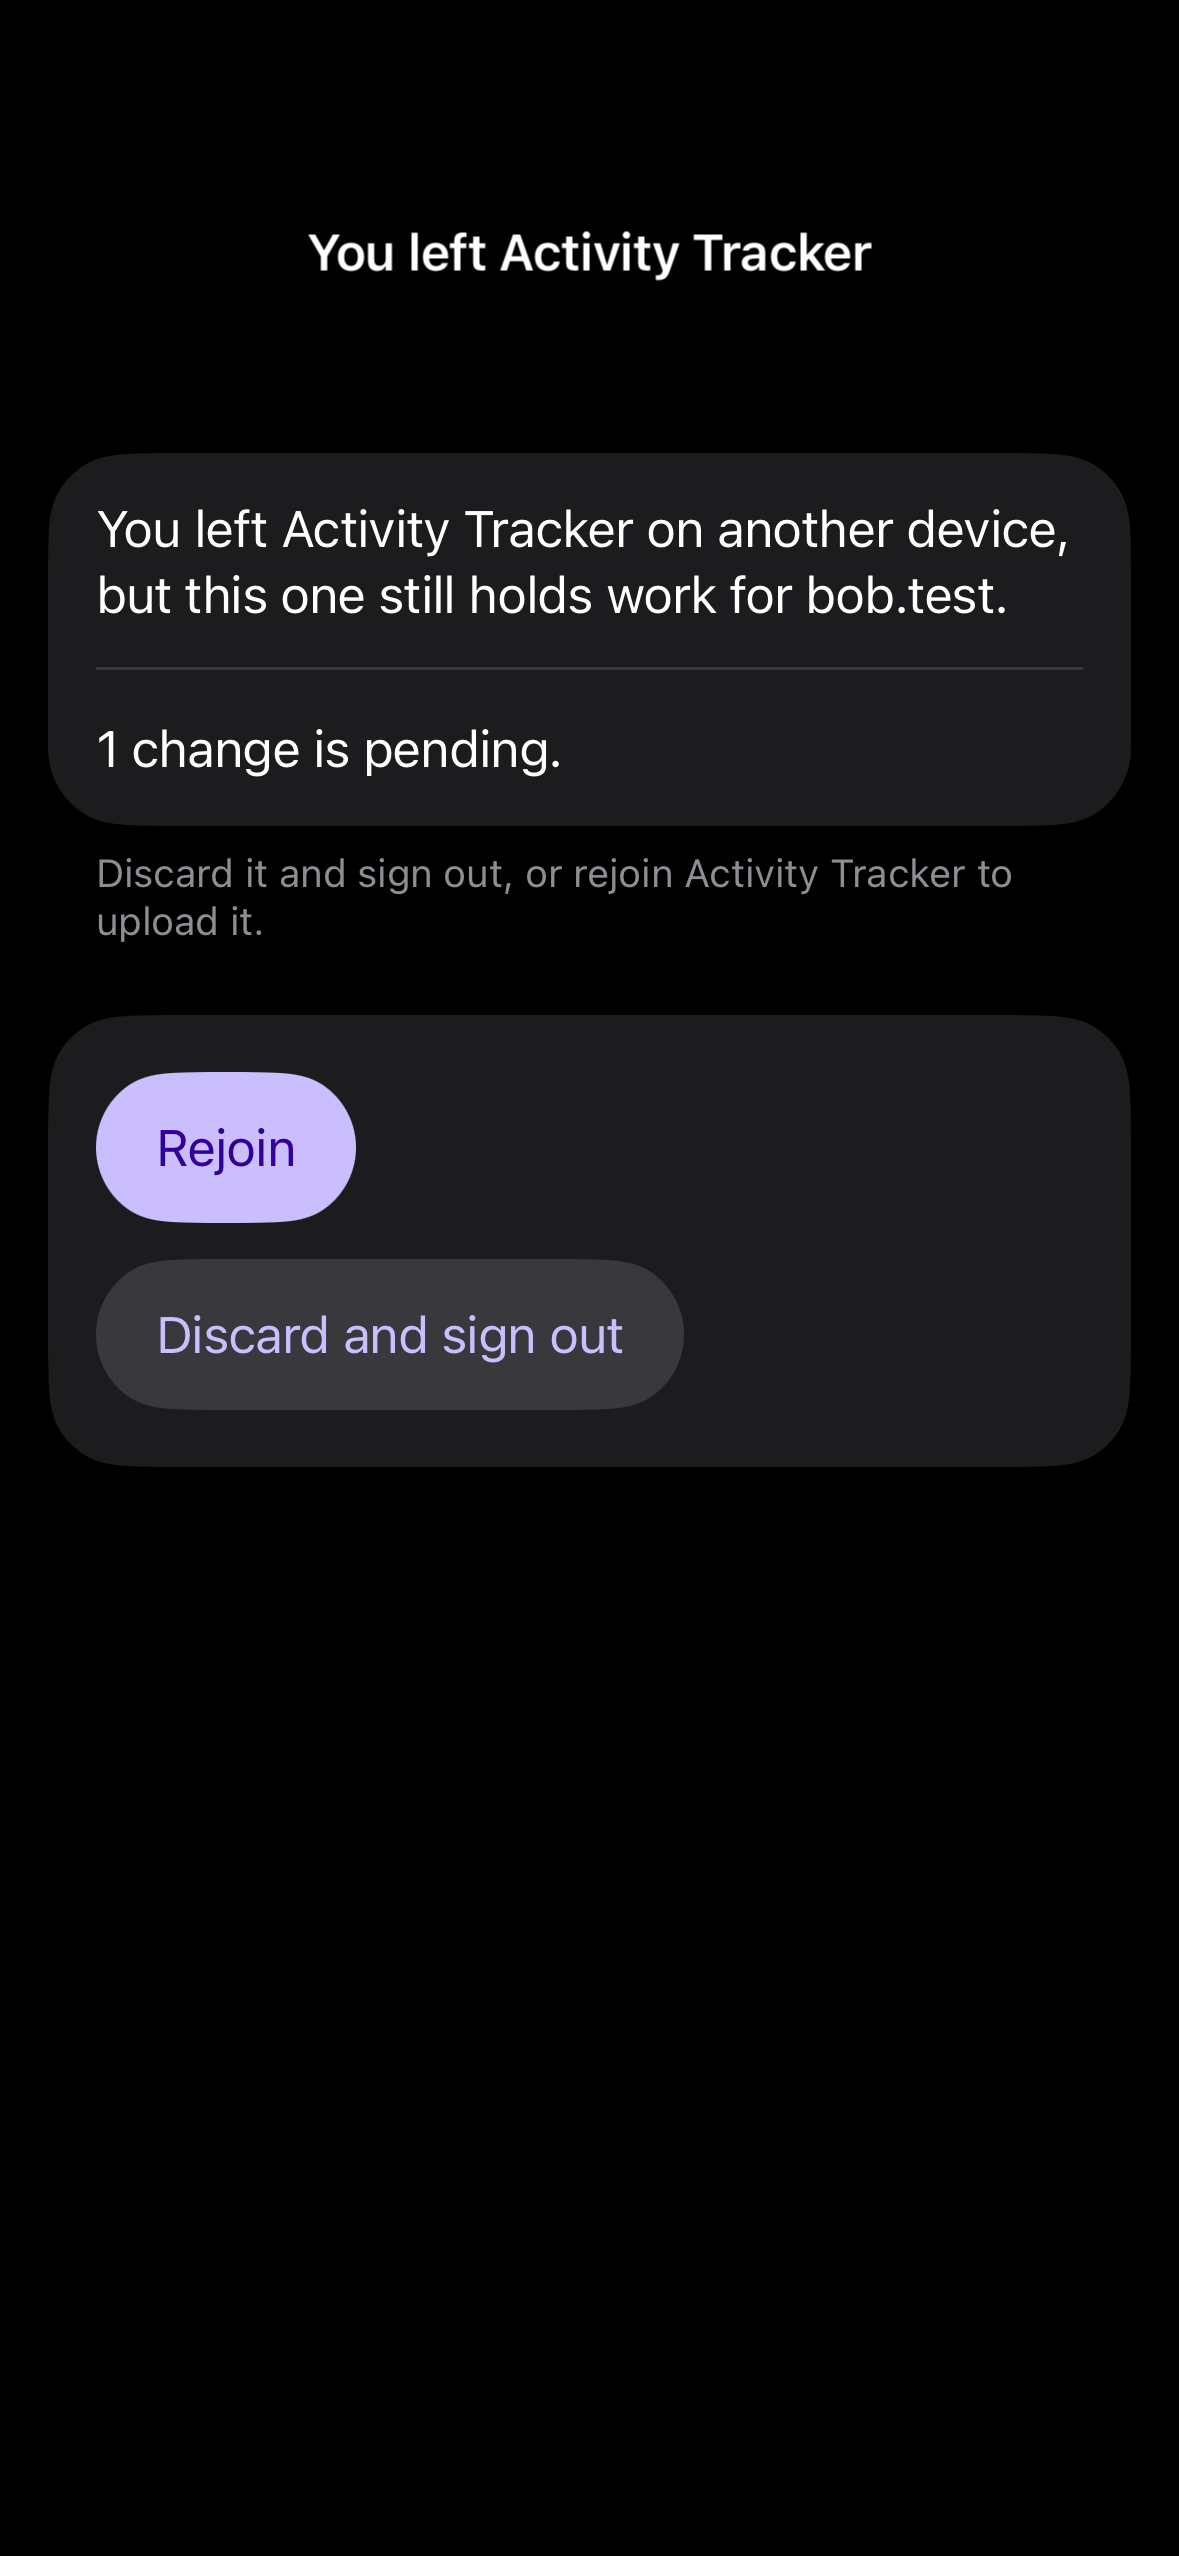 You left Activity Tracker
You left Activity Tracker on another device,
but this one still holds work for bob.test.
1 change is pending.
Discard it and sign out, or rejoin Activity Tracker to
upload it.
Rejoin
Discard and sign out